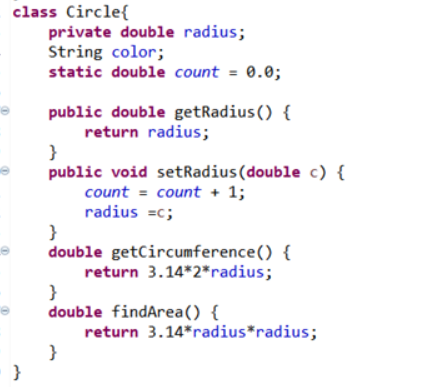 class Circle{
    private double radius;
    String color;
    static double count = 0.0;

    public double getRadius() {
        return radius;
    }
    public void setRadius(double c) {
        count = count + 1;
        radius =c;
    }
    double getCircumference() {
        return 3.14*2*radius;
    }
    double findArea() {
        return 3.14*radius*radius;
    }
}